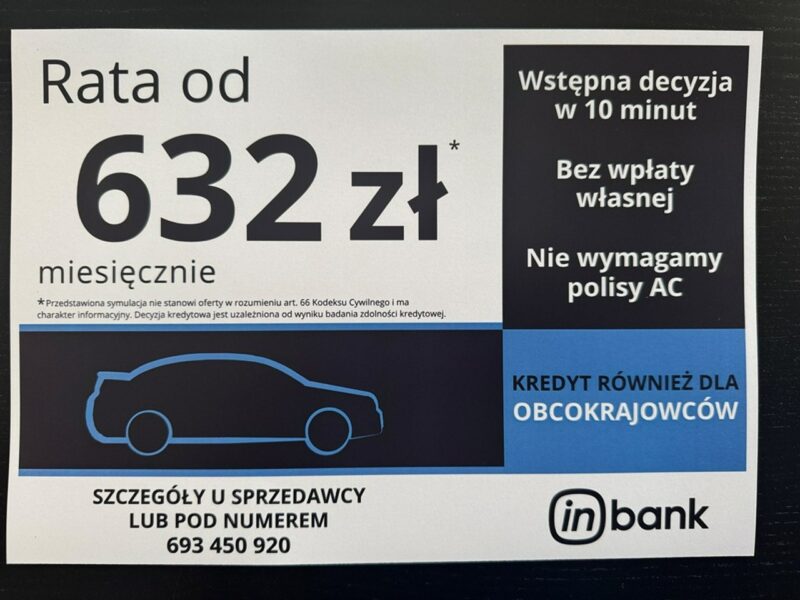 Rata od
632 zł*
miesięcznie
*Przedstawiona symulacja nie stanowi oferty w rozumieniu art. 66 Kodeksu Cywilnego i ma
charakter informacyjny. Decyzja kredytowa jest uzależniona od wyniku badania zdolności kredytowej.
Wstępna decyzja
w 10 minut
Bez wpłaty
własnej
Nie wymagamy
polisy AC
KREDYT RÓWNIEŻ DLA
OBCOKRAJOWCÓW
SZCZEGÓŁY U SPRZEDAWCY
LUB POD NUMEREM
693 450 920
inbank